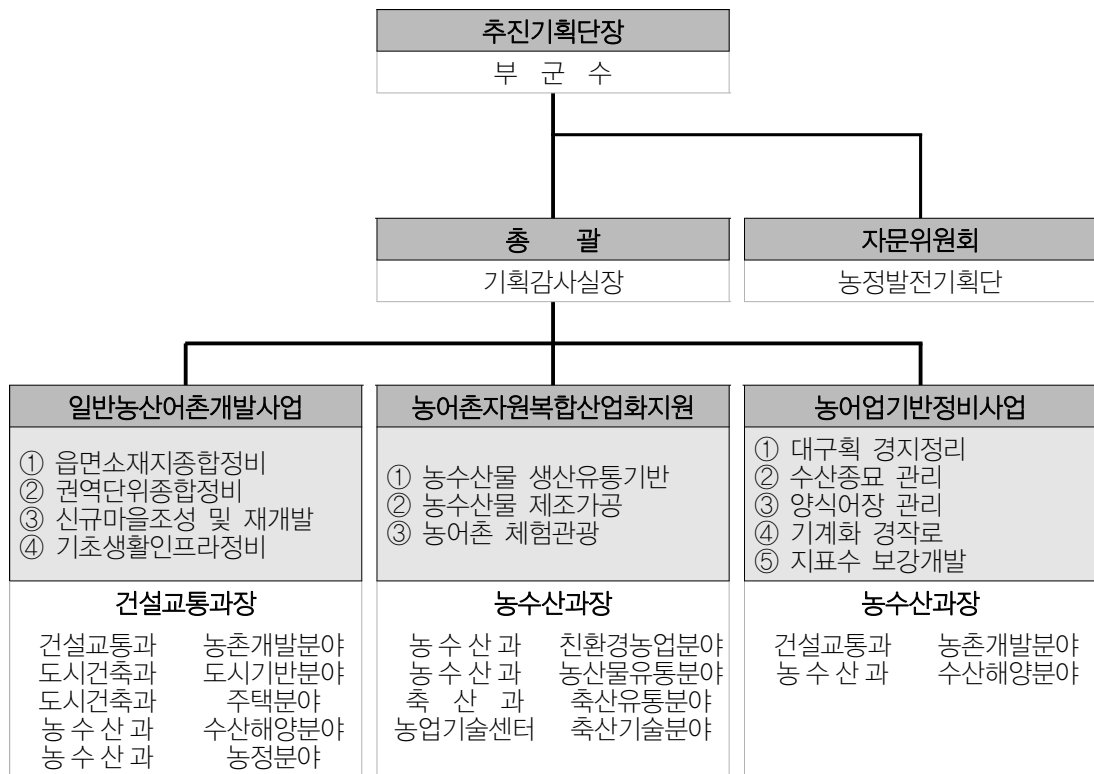 추진기획단장
부 군 수
총 괄
기획감사실장
자문위원회
농정발전기획단
일반농산어촌개발사업
① 읍면소재지종합정비
② 권역단위종합정비
③ 신규마을조성 및 재개발
④ 기초생활인프라정비
건설교통과장
건설교통과 농촌개발분야
도시건축과 도시기반분야
도시건축과 주택분야
농수산과 수산해양분야
농수산과 농정분야
농어촌자원복합산업화지원
① 농수산물 생산유통기반
② 농수산물 제조가공
③ 농어촌 체험관광
농수산과장
농수산과 친환경농업분야
농수산과 농산물유통분야
축 산 과 축산유통분야
농업기술센터 축산기술분야
농어업기반정비사업
① 대구획 경지정리
② 수산종묘 관리
③ 양식어장 관리
④ 기계화 경작로
⑤ 지표수 보강개발
농수산과장
건설교통과 농촌개발분야
농수산과 수산해양분야